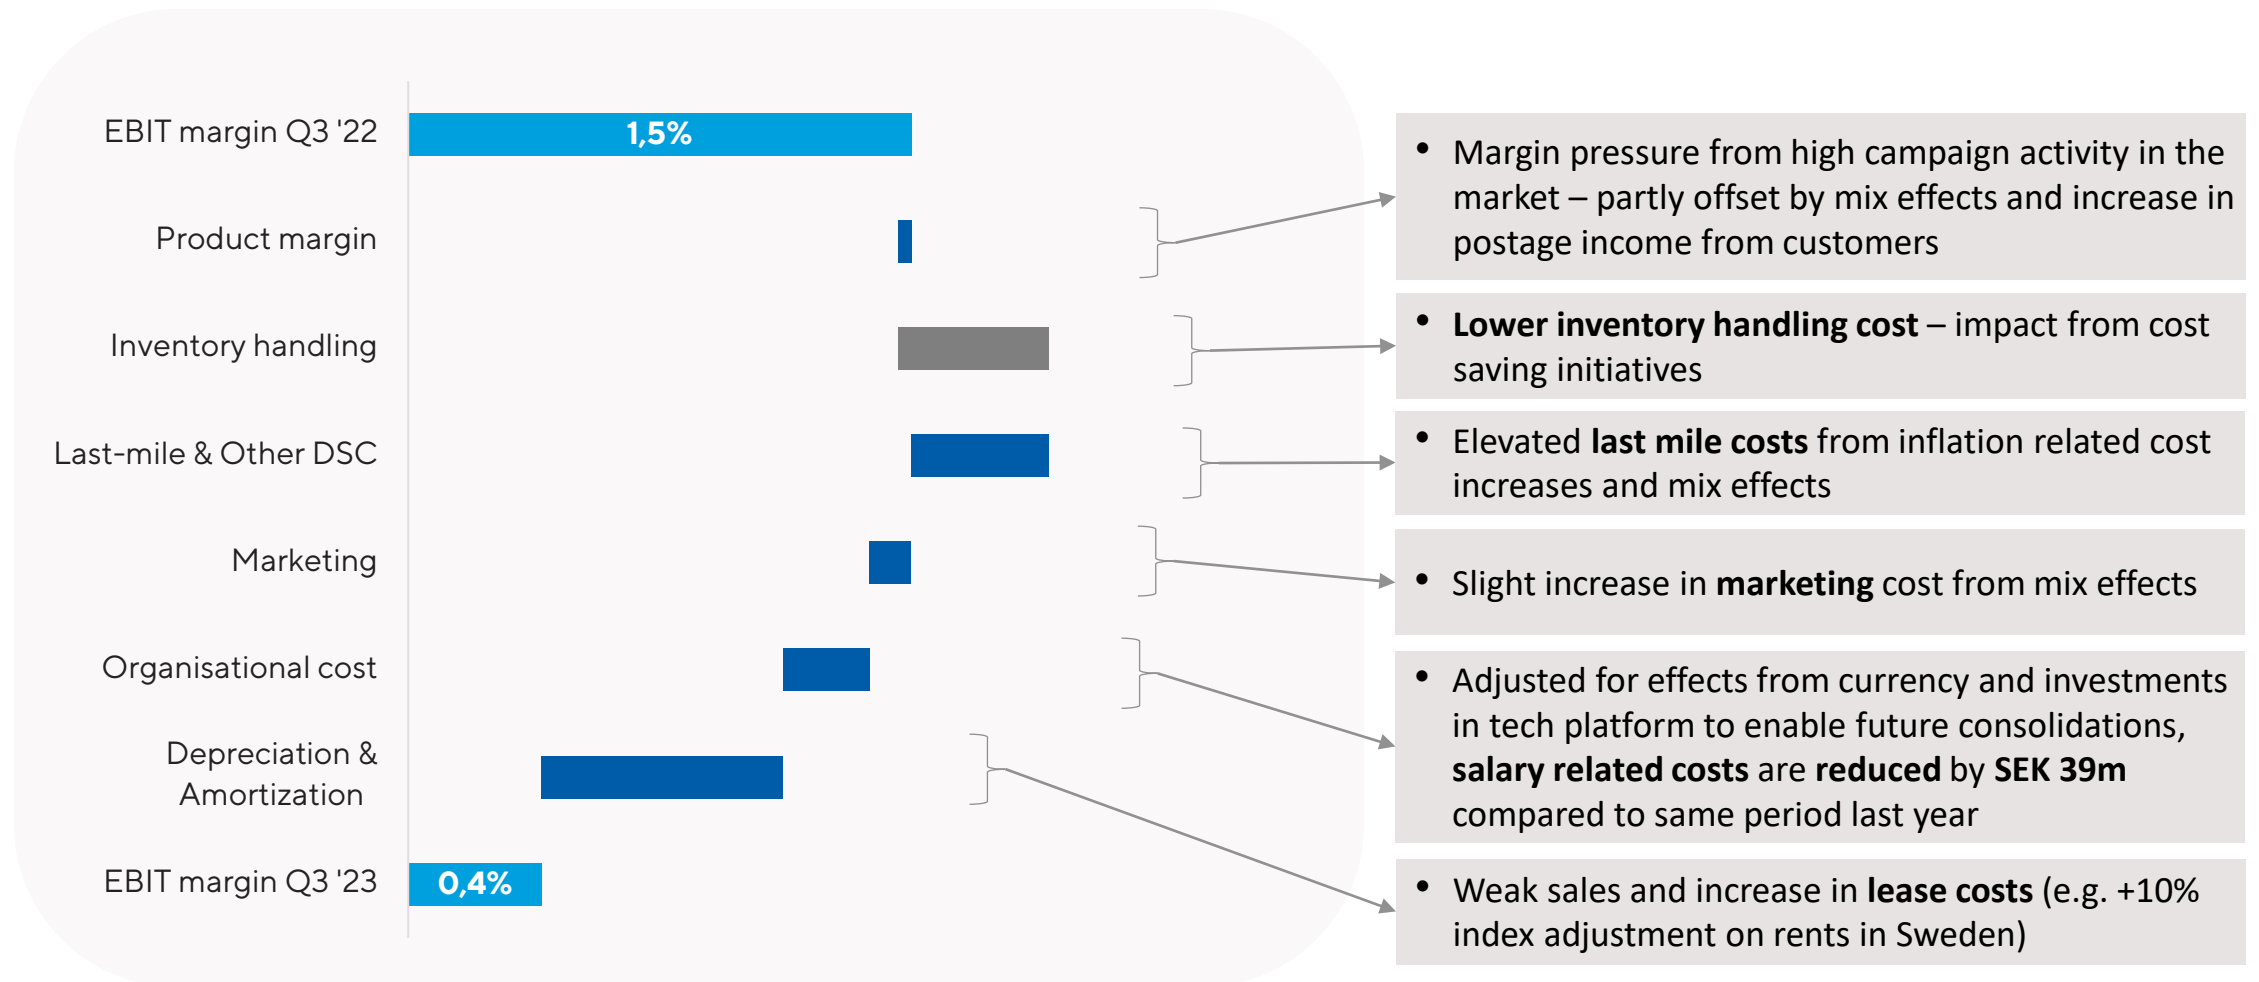 EBIT margin Q3 '22
1,5%
Product margin
Inventory handling
Last-mile & Other DSC
Marketing
Organisational cost
Depreciation &
Amortization
EBIT margin Q3 '23
0,4%
• Margin pressure from high campaign activity in the
market – partly offset by mix effects and increase in
postage income from customers
• Lower inventory handling cost – impact from cost
saving initiatives
• Elevated last mile costs from inflation related cost
increases and mix effects
• Slight increase in marketing cost from mix effects
• Adjusted for effects from currency and investments
in tech platform to enable future consolidations,
salary related costs are reduced by SEK 39m
compared to same period last year
• Weak sales and increase in lease costs (e.g. +10%
index adjustment on rents in Sweden)